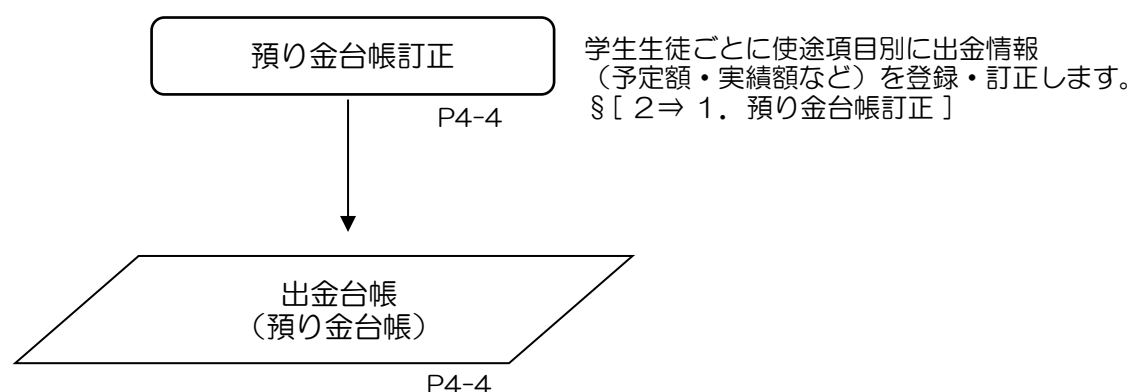 預り金台帳訂正
P4-4
学生生徒ごとに使途項目別に出金情報
（予定額・実績額など）を登録・訂正します。
§[ 2⇒ 1．預り金台帳訂正 ]
出金台帳
（預り金台帳）
P4-4